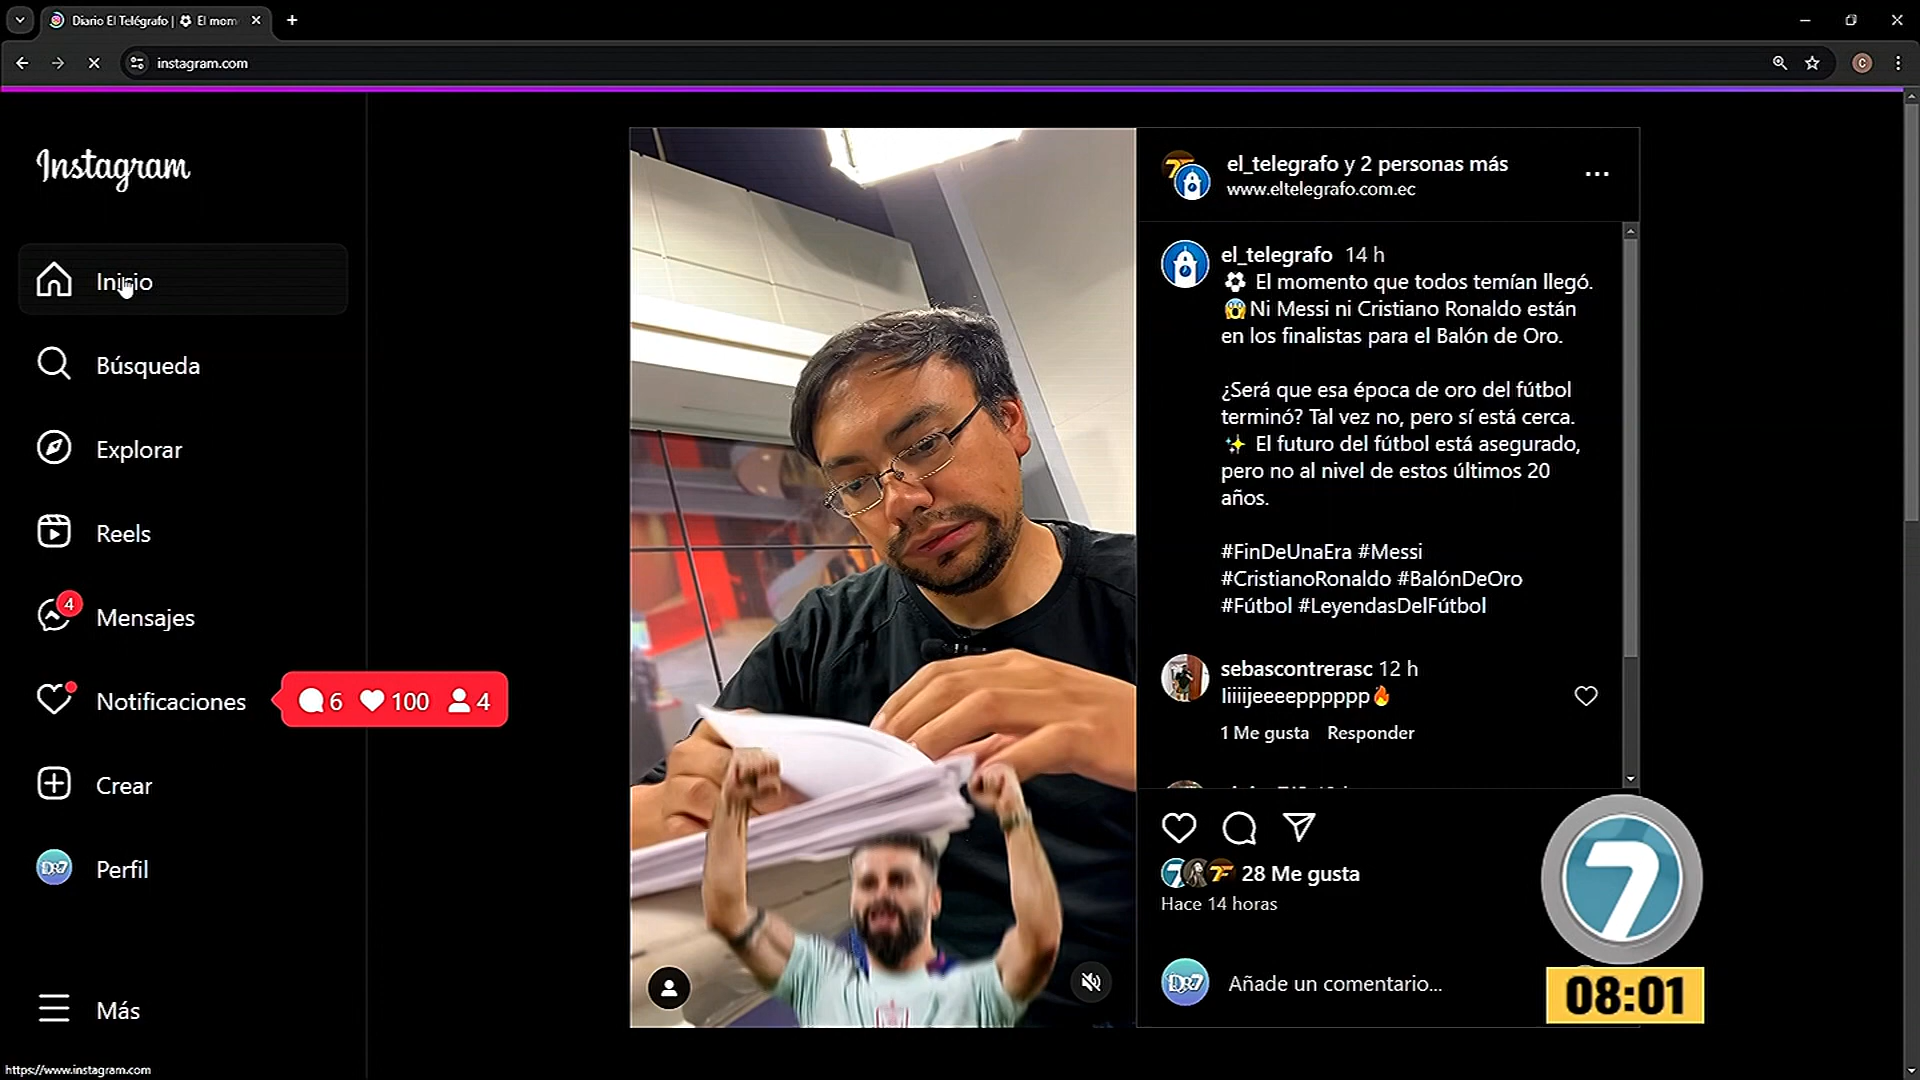 Diario El Telégrafo | ⚽ El mom
instagram.com
C
Instagram
Inicio
Búsqueda
Explorar
Reels
4
Mensajes
Notificaciones
6 100 4
Crear
DR7
Perfil
Más
https://www.instagram.com
el_telegrafo y 2 personas más
www.eltelegrafo.com.ec
el_telegrafo 14 h
⚽ El momento que todos temían llegó.
😱Ni Messi ni Cristiano Ronaldo están
en los finalistas para el Balón de Oro.
¿Será que esa época de oro del fútbol
terminó? Tal vez no, pero sí está cerca.
✨ El futuro del fútbol está asegurado,
pero no al nivel de estos últimos 20
años.
#FinDeUnaEra #Messi
#CristianoRonaldo #BalónDeOro
#Fútbol #LeyendasDelFútbol
sebascontrerasc 12 h
Iiiiijeeeepppppp🔥
1 Me gusta Responder
28 Me gusta
Hace 14 horas
DR7
Añade un comentario...
7
08:01